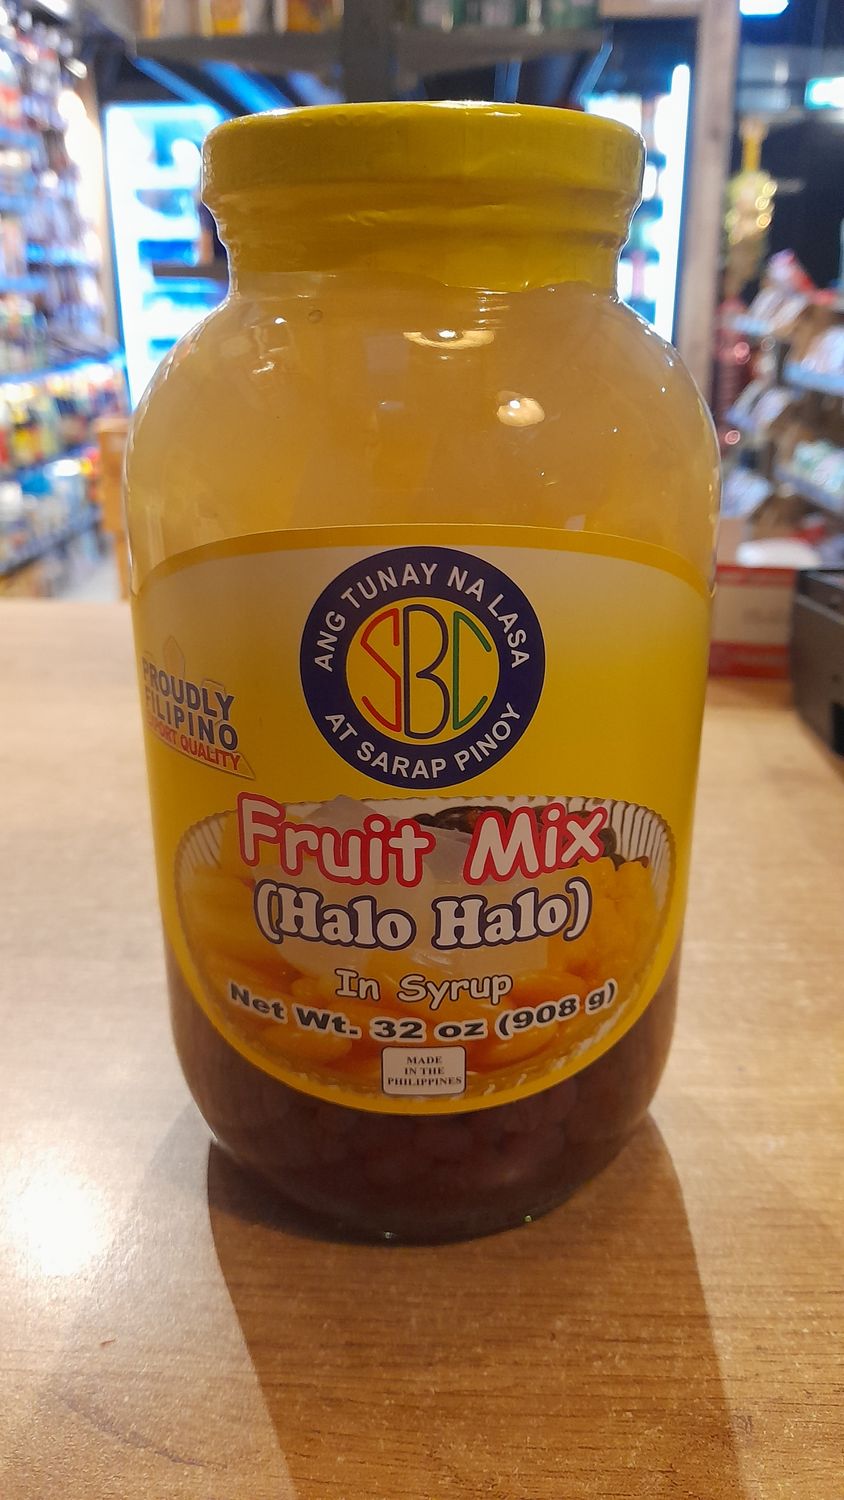 ANG TUNAY NA LASA
SBC
AT SARAP PINOY
PROUDLY
FILIPINO
EXPORT QUALITY
Fruit Mix
(Halo Halo)
In Syrup
Net Wt. 32 oz (908 g)
MADE
IN THE
PHILIPPINES